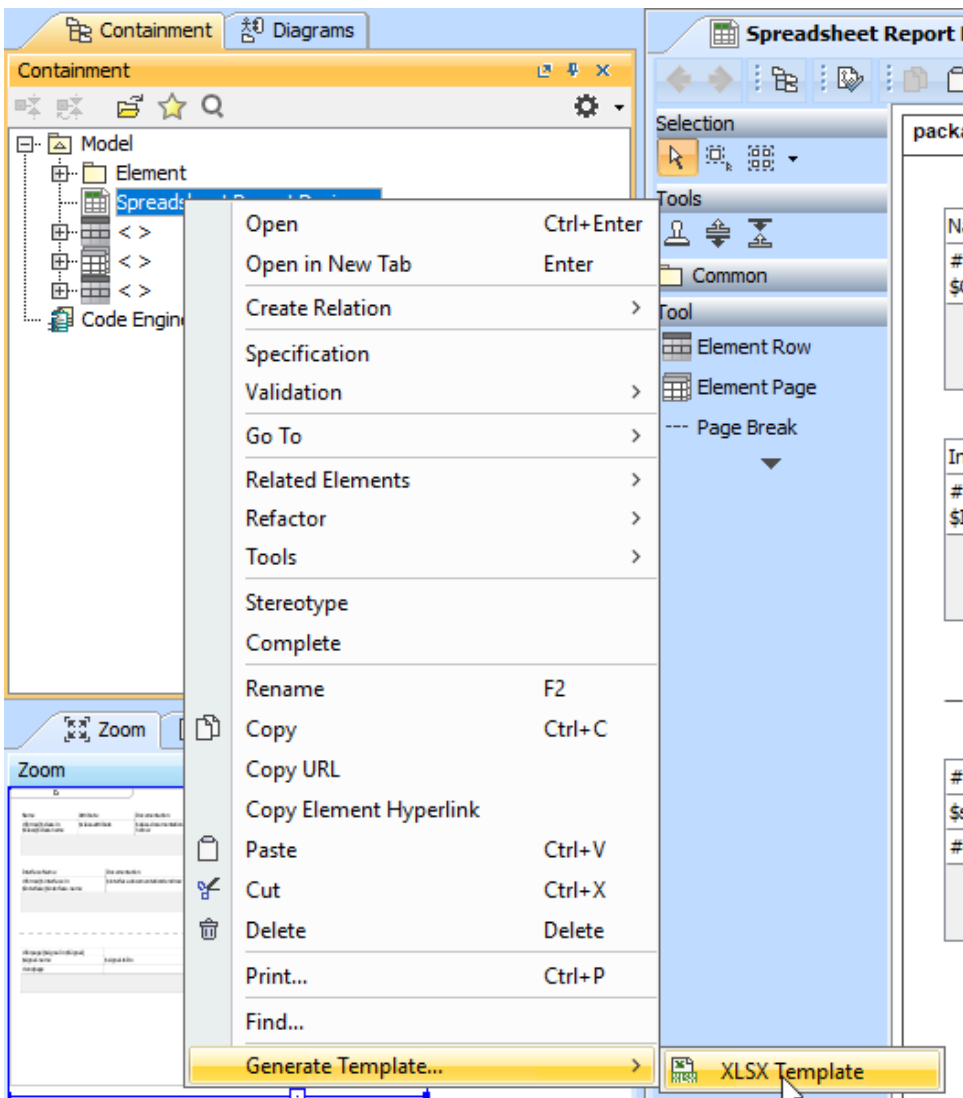 Containment
Diagrams
Spreadsheet Report
Containment
Model
Element
Spreads
< >
< >
< >
Code Engin
Open Ctrl+Enter
Open in New Tab Enter
Create Relation
Specification
Validation
Go To
Related Elements
Refactor
Tools
Stereotype
Complete
Rename F2
Copy Ctrl+C
Copy URL
Copy Element Hyperlink
Paste Ctrl+V
Cut Ctrl+X
Delete Delete
Print... Ctrl+P
Find...
Generate Template...
XLSX Template
Selection
Tools
Common
Tool
Element Row
Element Page
Page Break
packa
Na
#
In
#
#
#
Zoom
Zoom